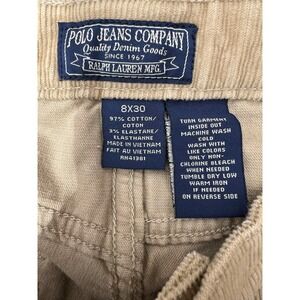 POLO JEANS COMPANY
Quality Denim Goods
SINCE 1967
RALPH LAUREN MFG.
8X30
97% COTTON/
COTON
3% ELASTANE/
ELASTHANNE
MADE IN VIETNAM
FAIT AU VIETNAM
RN41381
TURN GARMENT
INSIDE OUT
MACHINE WASH
COLD
WASH WITH
LIKE COLORS
ONLY NON-
CHLORINE BLEACH
WHEN NEEDED
TUMBLE DRY LOW
WARM IRON
IF NEEDED
ON REVERSE SIDE